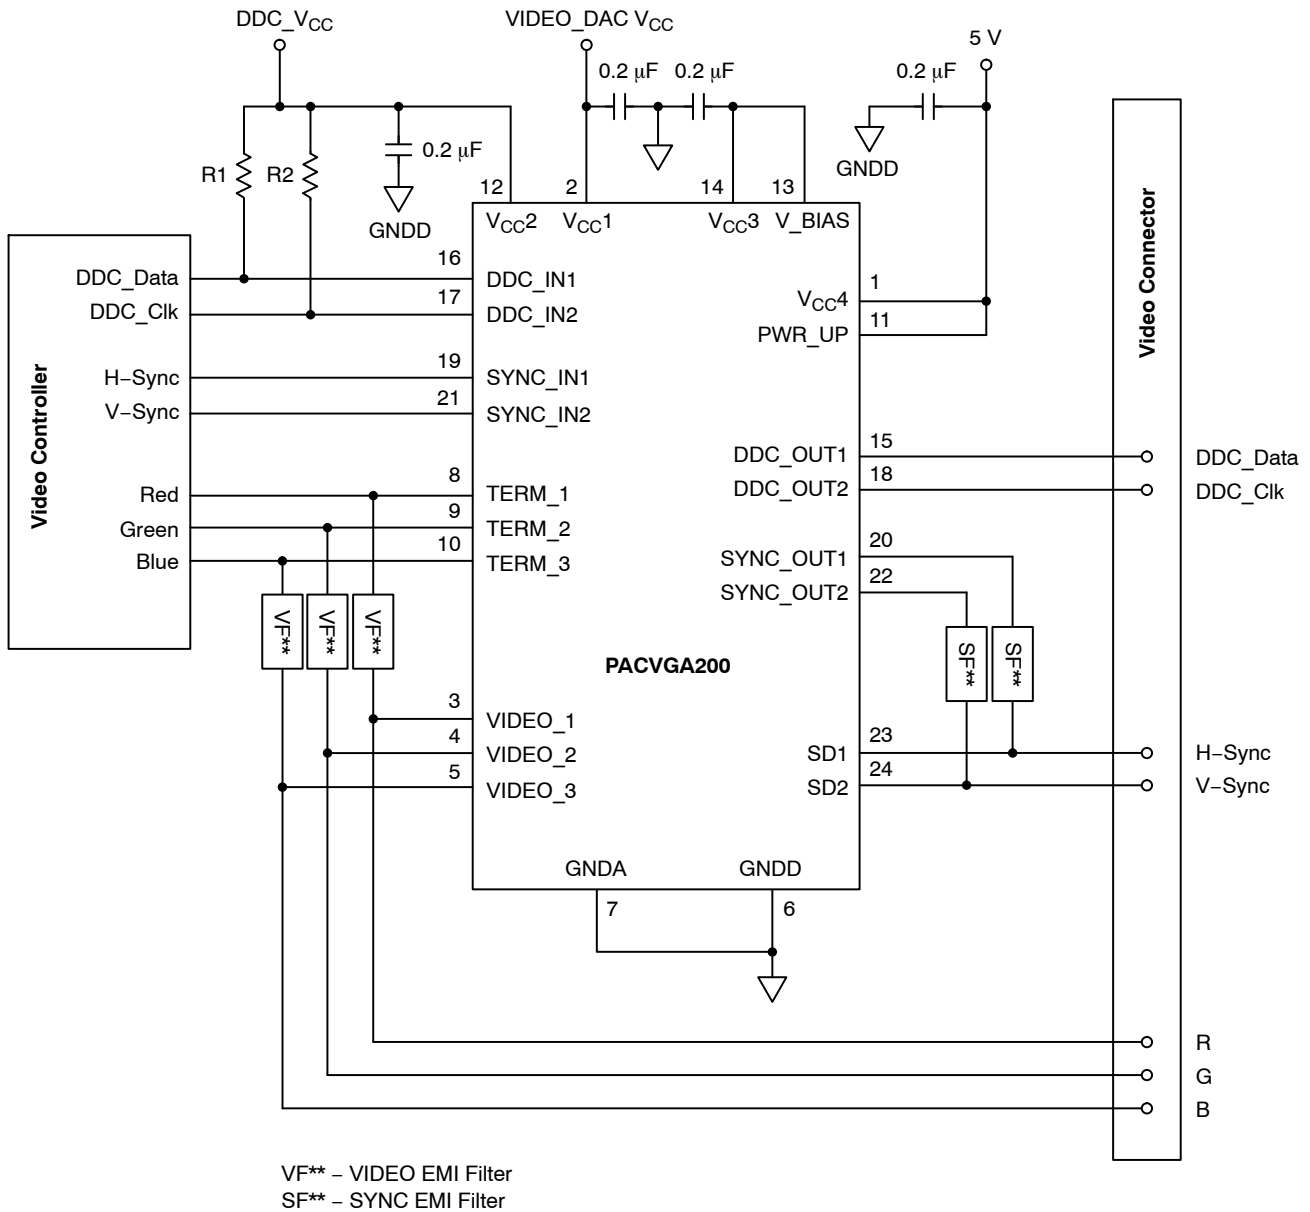 DDC_VCC
VIDEO_DAC VCC
5 V
0.2 μF
0.2 μF
0.2 μF
R1
R2
0.2 μF
GNDD
GNDD
12
2
14
13
VCC2
VCC1
VCC3
V_BIAS
Video Controller
DDC_Data
DDC_Clk
H–Sync
V–Sync
Red
Green
Blue
16
17
19
21
8
9
10
DDC_IN1
DDC_IN2
SYNC_IN1
SYNC_IN2
TERM_1
TERM_2
TERM_3
VF**
VF**
VF**
3
4
5
VIDEO_1
VIDEO_2
VIDEO_3
PACVGA200
VCC4
PWR_UP
1
11
DDC_OUT1
DDC_OUT2
15
18
SYNC_OUT1
SYNC_OUT2
20
22
SF**
SF**
SD1
SD2
23
24
GNDA
GNDD
7
6
Video Connector
DDC_Data
DDC_Clk
H–Sync
V–Sync
R
G
B
VF** – VIDEO EMI Filter
SF** – SYNC EMI Filter